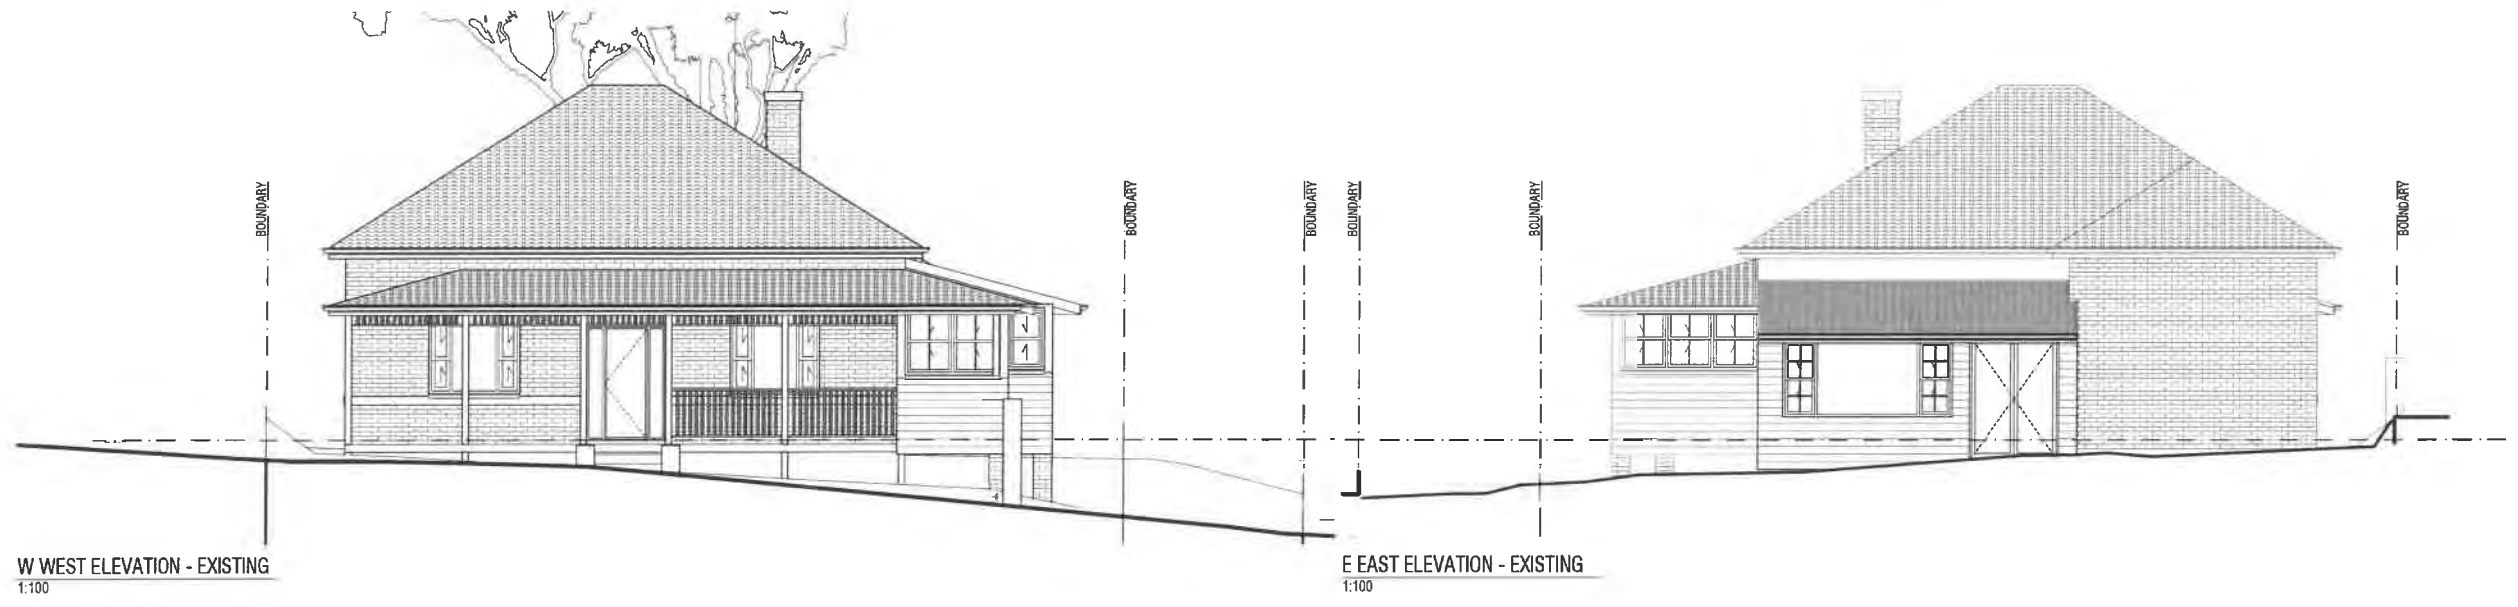 BOUNDARY
BOUNDARY
BOUNDARY
BOUNDARY
BOUNDARY
BOUNDARY
W WEST ELEVATION - EXISTING
1:100
E EAST ELEVATION - EXISTING
1:100